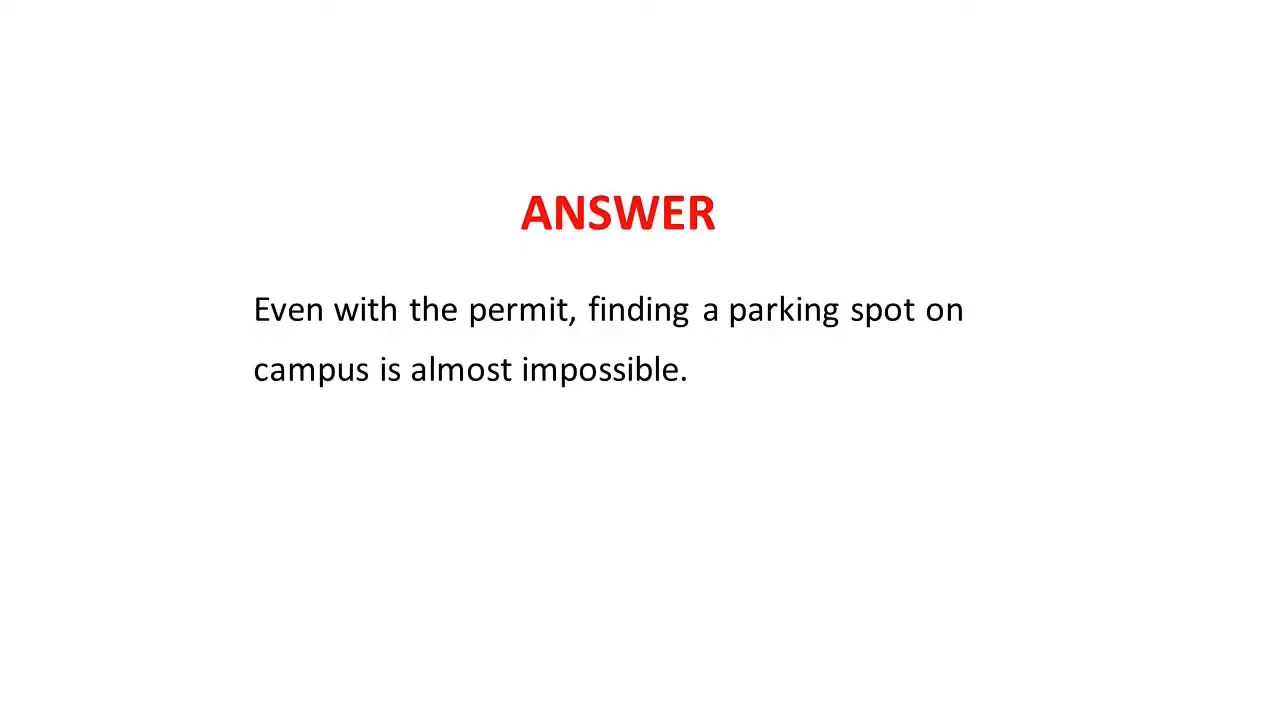 ANSWER
Even with the permit, finding a parking spot on
campus is almost impossible.